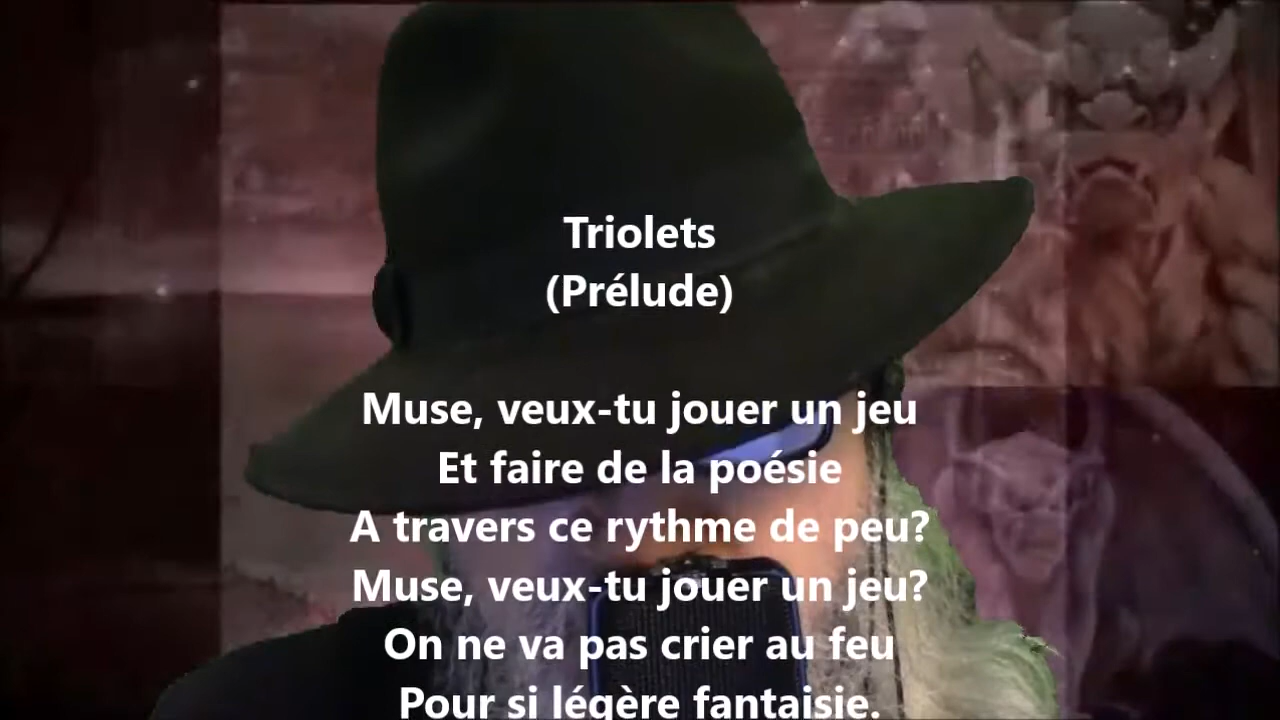 Triolets
(Prélude)
Muse, veux-tu jouer un jeu
Et faire de la poésie
A travers ce rythme de peu?
Muse, veux-tu jouer un jeu?
On ne va pas crier au feu
Pour si légère fantaisie.